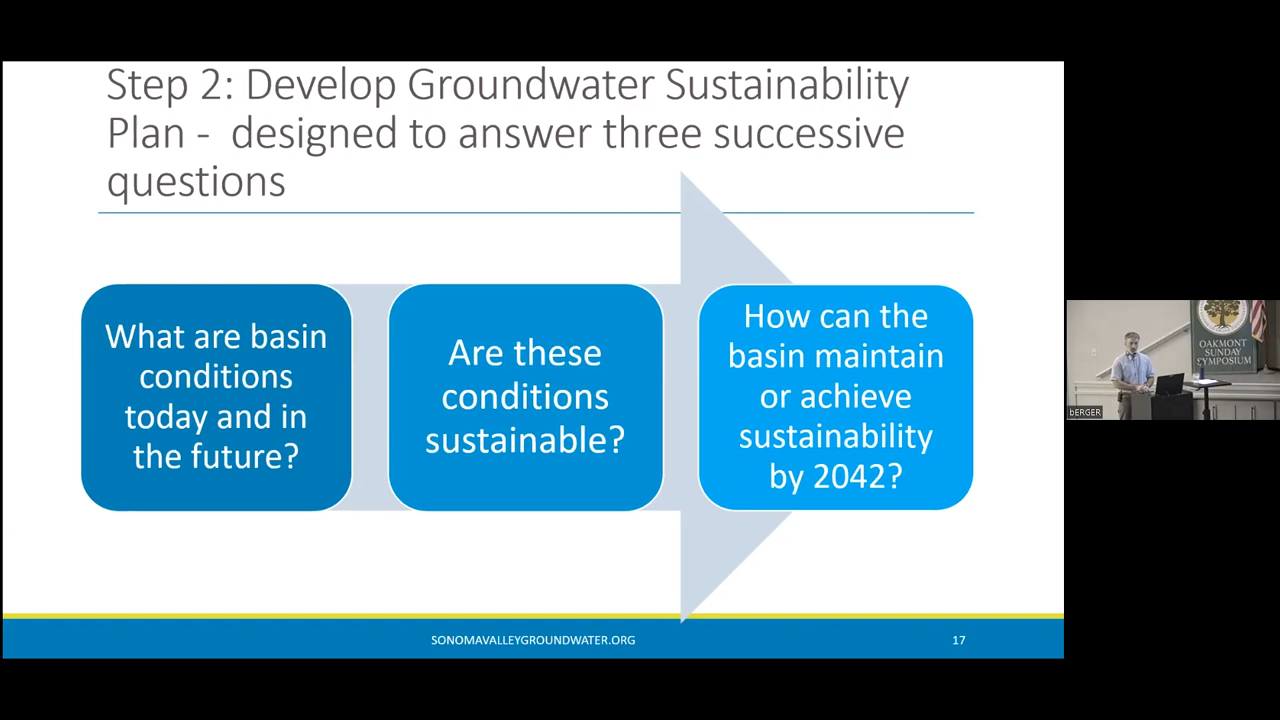 Step 2: Develop Groundwater Sustainability
Plan - designed to answer three successive
questions
What are basin
conditions
today and in
the future?
Are these
conditions
sustainable?
How can the
basin maintain
or achieve
sustainability
by 2042?
SONOMAVALLEYGROUNDWATER.ORG
17
OAKMONT
SUNDAY
SYMPOSIUM
bERGER